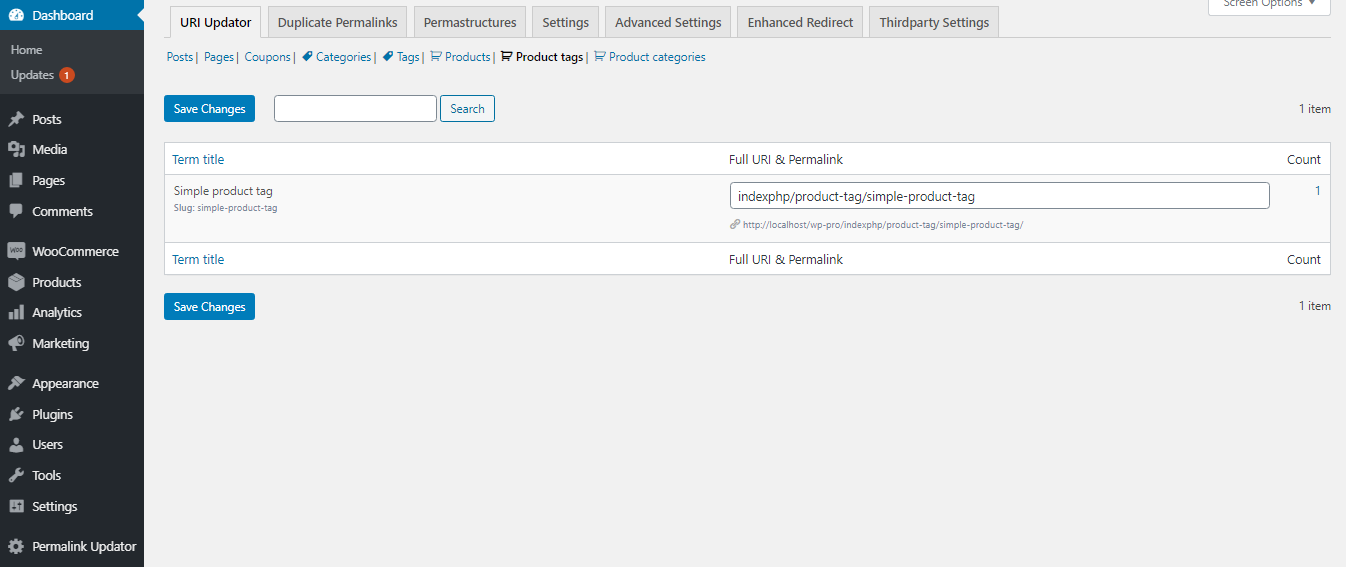 Dashboard
Home
Updates 1
Posts
Media
Pages
Comments
Woo WooCommerce
Products
Analytics
Marketing
Appearance
Plugins
Users
Tools
Settings
Permalink Updator
Screen Options ▼
URI Updator Duplicate Permalinks Permastructures Settings Advanced Settings Enhanced Redirect Thirdparty Settings
Posts | Pages | Coupons | Categories | Tags | Products | Product tags | Product categories
Save Changes Search 1 item
Term title Full URI & Permalink Count
Simple product tag indexphp/product-tag/simple-product-tag 1
Slug: simple-product-tag
http://localhost/wp-pro/indexphp/product-tag/simple-product-tag/
Term title Full URI & Permalink Count
Save Changes 1 item